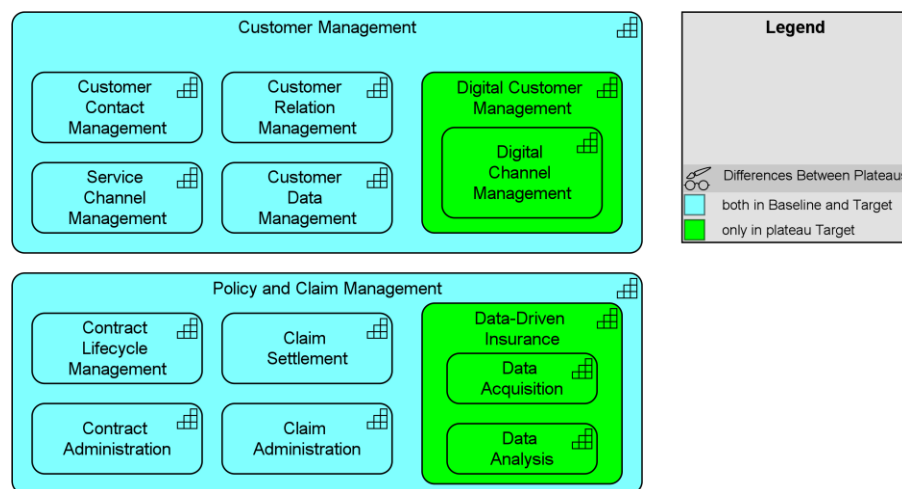 Customer Management
Customer
Contact
Management
Customer
Relation
Management
Digital Customer
Management
Service
Channel
Management
Customer
Data
Management
Digital
Channel
Management
Policy and Claim Management
Contract
Lifecycle
Management
Claim
Settlement
Data-Driven
Insurance
Data
Acquisition
Contract
Administration
Claim
Administration
Data
Analysis
Legend
Differences Between Plateaus
both in Baseline and Target
only in plateau Target